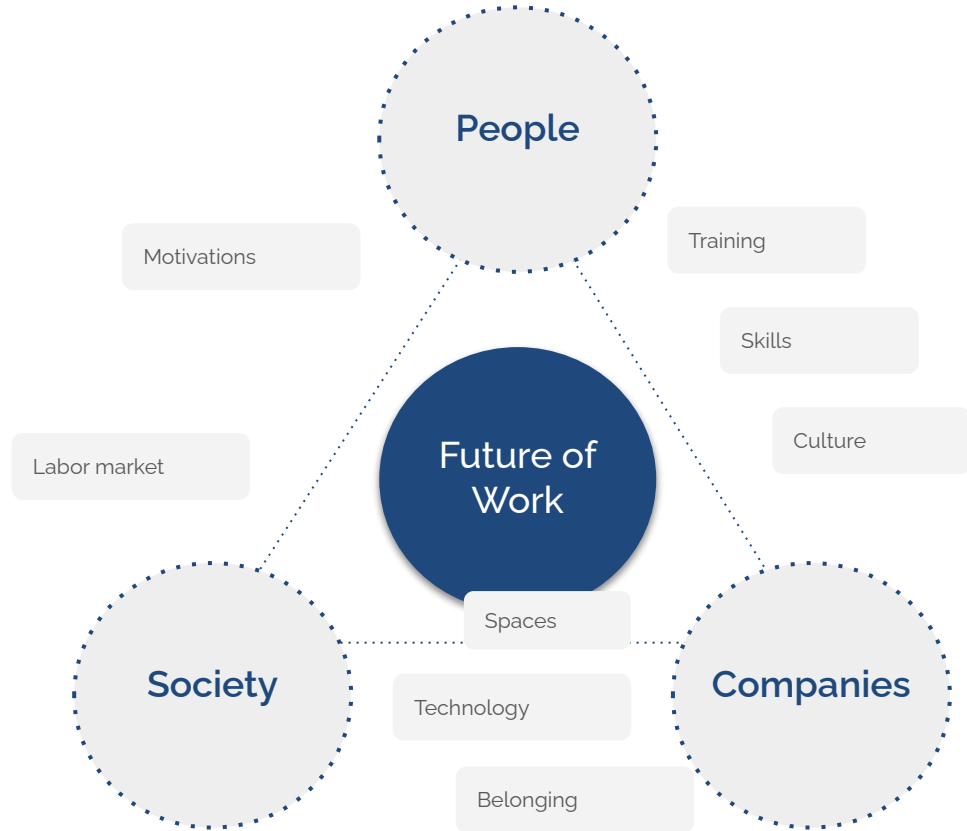 People
Motivations
Training
Skills
Culture
Labor market
Future of
Work
Spaces
Society
Companies
Technology
Belonging